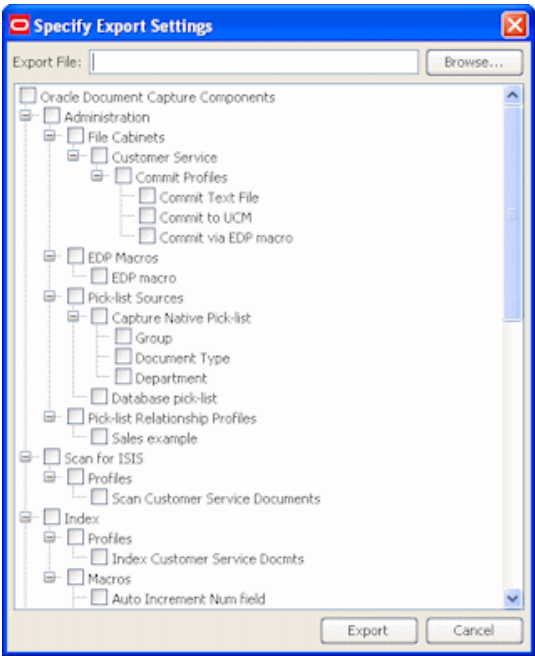 Specify Export Settings
Export File: Browse...
Oracle Document Capture Components
Administration
File Cabinets
Customer Service
Commit Profiles
Commit Text File
Commit to UCM
Commit via EDP macro
EDP Macros
EDP macro
Pick-list Sources
Capture Native Pick-list
Group
Document Type
Department
Database pick-list
Pick-list Relationship Profiles
Sales example
Scan for ISIS
Profiles
Scan Customer Service Documents
Index
Profiles
Index Customer Service Docmts
Macros
Auto Increment Num field
Export Cancel